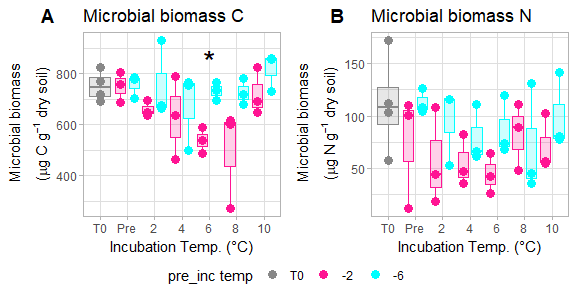 A Microbial biomass C
Microbial biomass
(μg C g⁻¹ dry soil)
800
600
400
*
T0 Pre 2 4 6 8 10
Incubation Temp. (°C)
B Microbial biomass N
Microbial biomass
(μg N g⁻¹ dry soil)
150
100
50
T0 Pre 2 4 6 8 10
Incubation Temp. (°C)
pre_inc temp T0 -2 -6